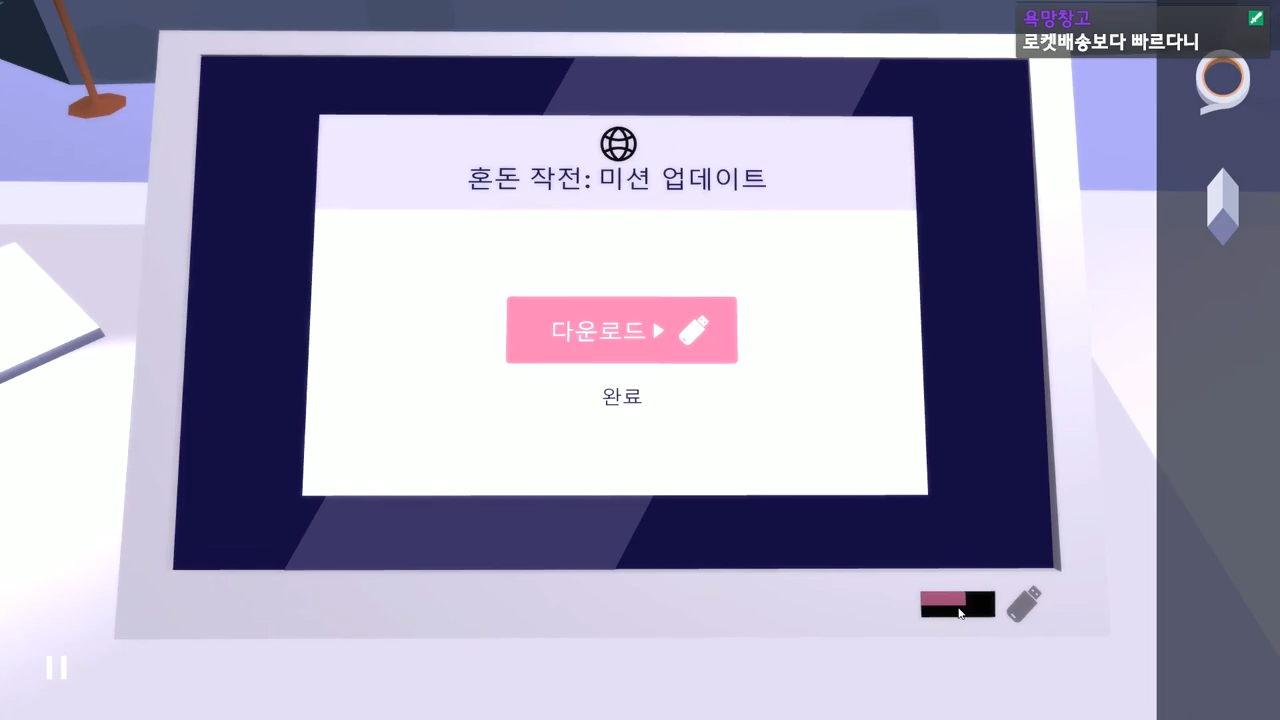 욕망창고
로켓배송보다 빠르다니
혼돈 작전: 미션 업데이트
다운로드
완료